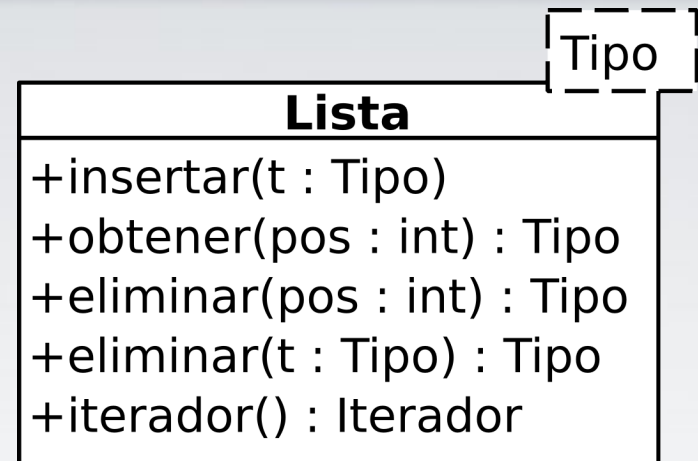 Tipo
Lista
+insertar(t : Tipo)
+obtener(pos : int) : Tipo
+eliminar(pos : int) : Tipo
+eliminar(t : Tipo) : Tipo
+iterador() : Iterador